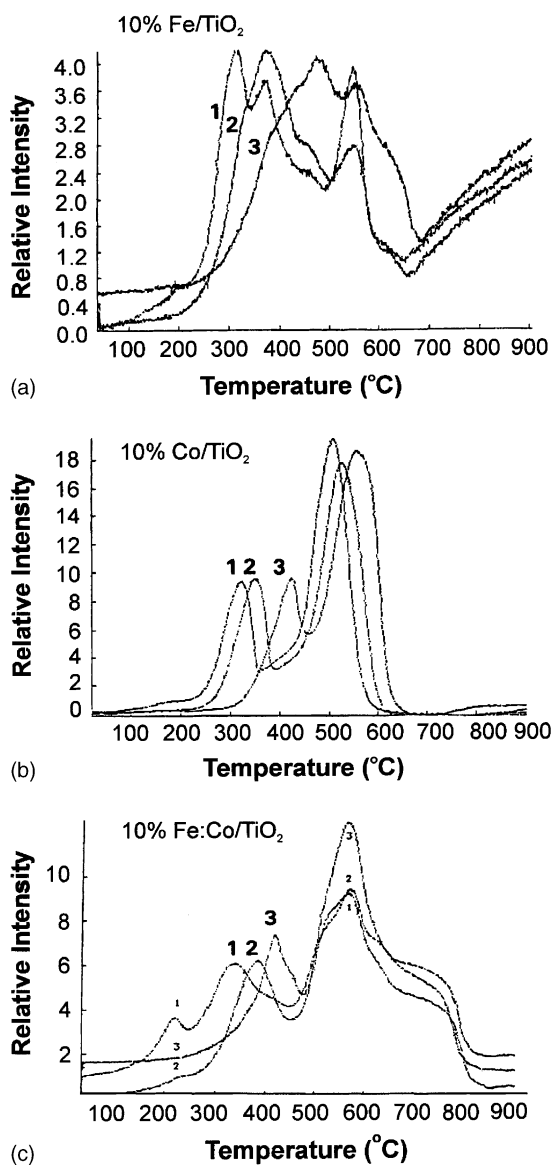 10% Fe/TiO₂
4.0
3.6
3.2
2.8
2.4
2.0
1.6
1.2
0.8
0.4
0.0
Relative Intensity
1
2
3
100 200 300 400 500 600 700 800 900
(a)
Temperature (°C)
10% Co/TiO₂
18
16
14
12
10
8
6
4
2
0
Relative Intensity
1 2 3
100 200 300 400 500 600 700 800 900
(b)
Temperature (°C)
10% Fe:Co/TiO₂
10
8
6
4
2
Relative Intensity
3
2
1
1 2 3
1
3
2
100 200 300 400 500 600 700 800 900
(c)
Temperature (°C)